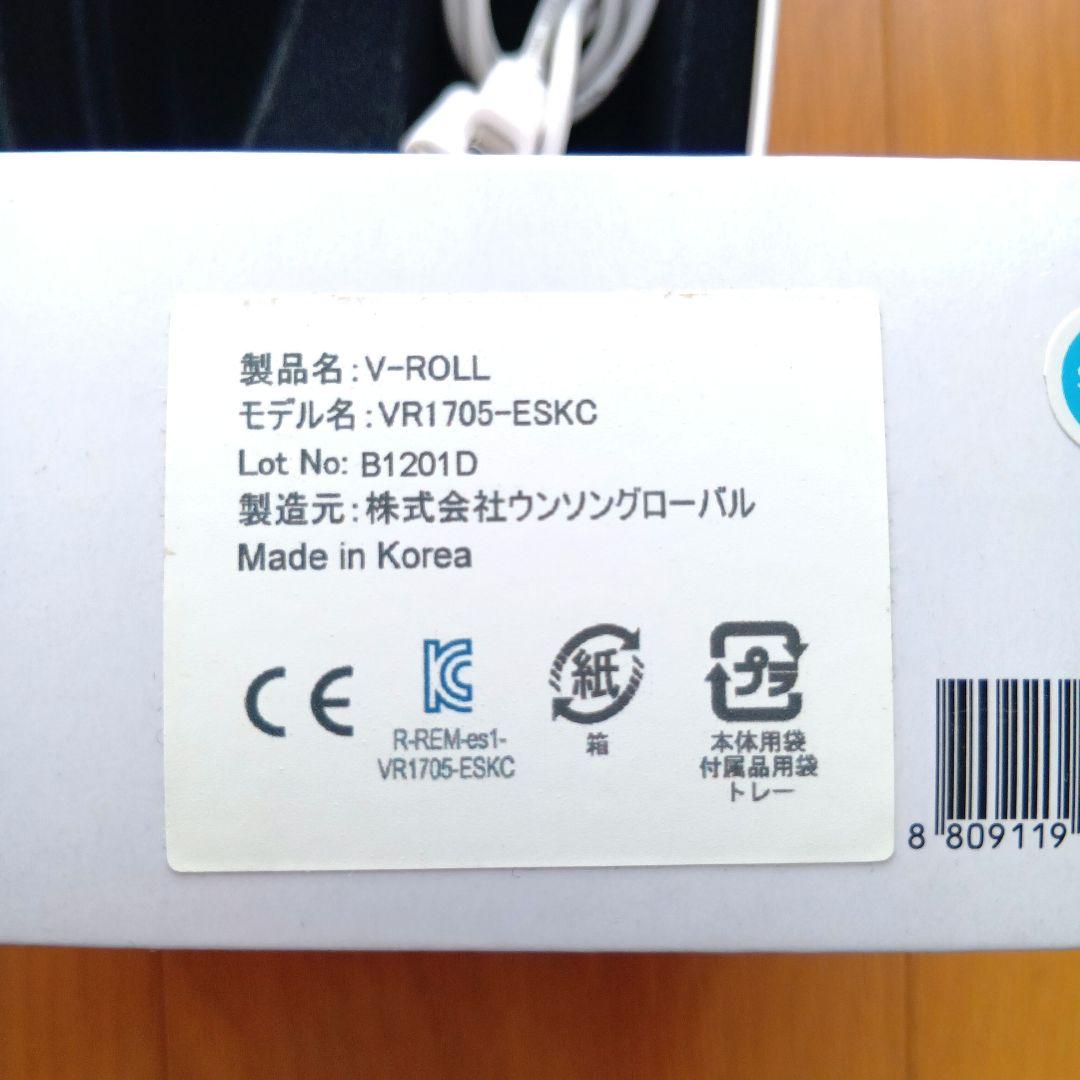 製品名:V-ROLL
モデル名:VR1705-ESKC
Lot No: B1201D
製造元:株式会社ウンソングローバル
Made in Korea
CE
KC
R-REM-es1-
VR1705-ESKC
紙
箱
プラ
本体用袋
付属品用袋
トレー
8 809119